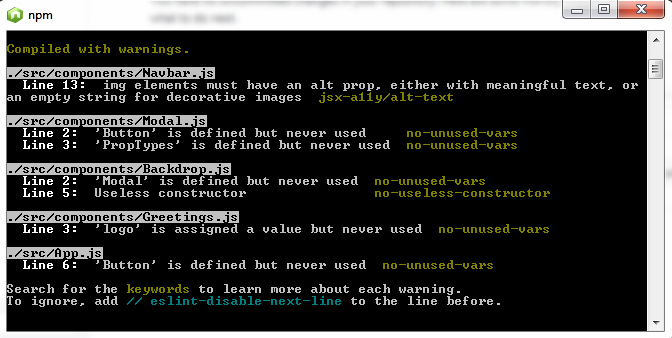 npm
Compiled with warnings.
./src/components/Navbar.js
Line 13:  img elements must have an alt prop, either with meaningful text, or
an empty string for decorative images  jsx-a11y/alt-text
./src/components/Modal.js
Line 2:  'Button' is defined but never used     no-unused-vars
Line 3:  'PropTypes' is defined but never used  no-unused-vars
./src/components/Backdrop.js
Line 2:  'Modal' is defined but never used  no-unused-vars
Line 5:  Useless constructor                no-useless-constructor
./src/components/Greetings.js
Line 3:  'logo' is assigned a value but never used  no-unused-vars
./src/App.js
Line 6:  'Button' is defined but never used  no-unused-vars
Search for the keywords to learn more about each warning.
To ignore, add // eslint-disable-next-line to the line before.